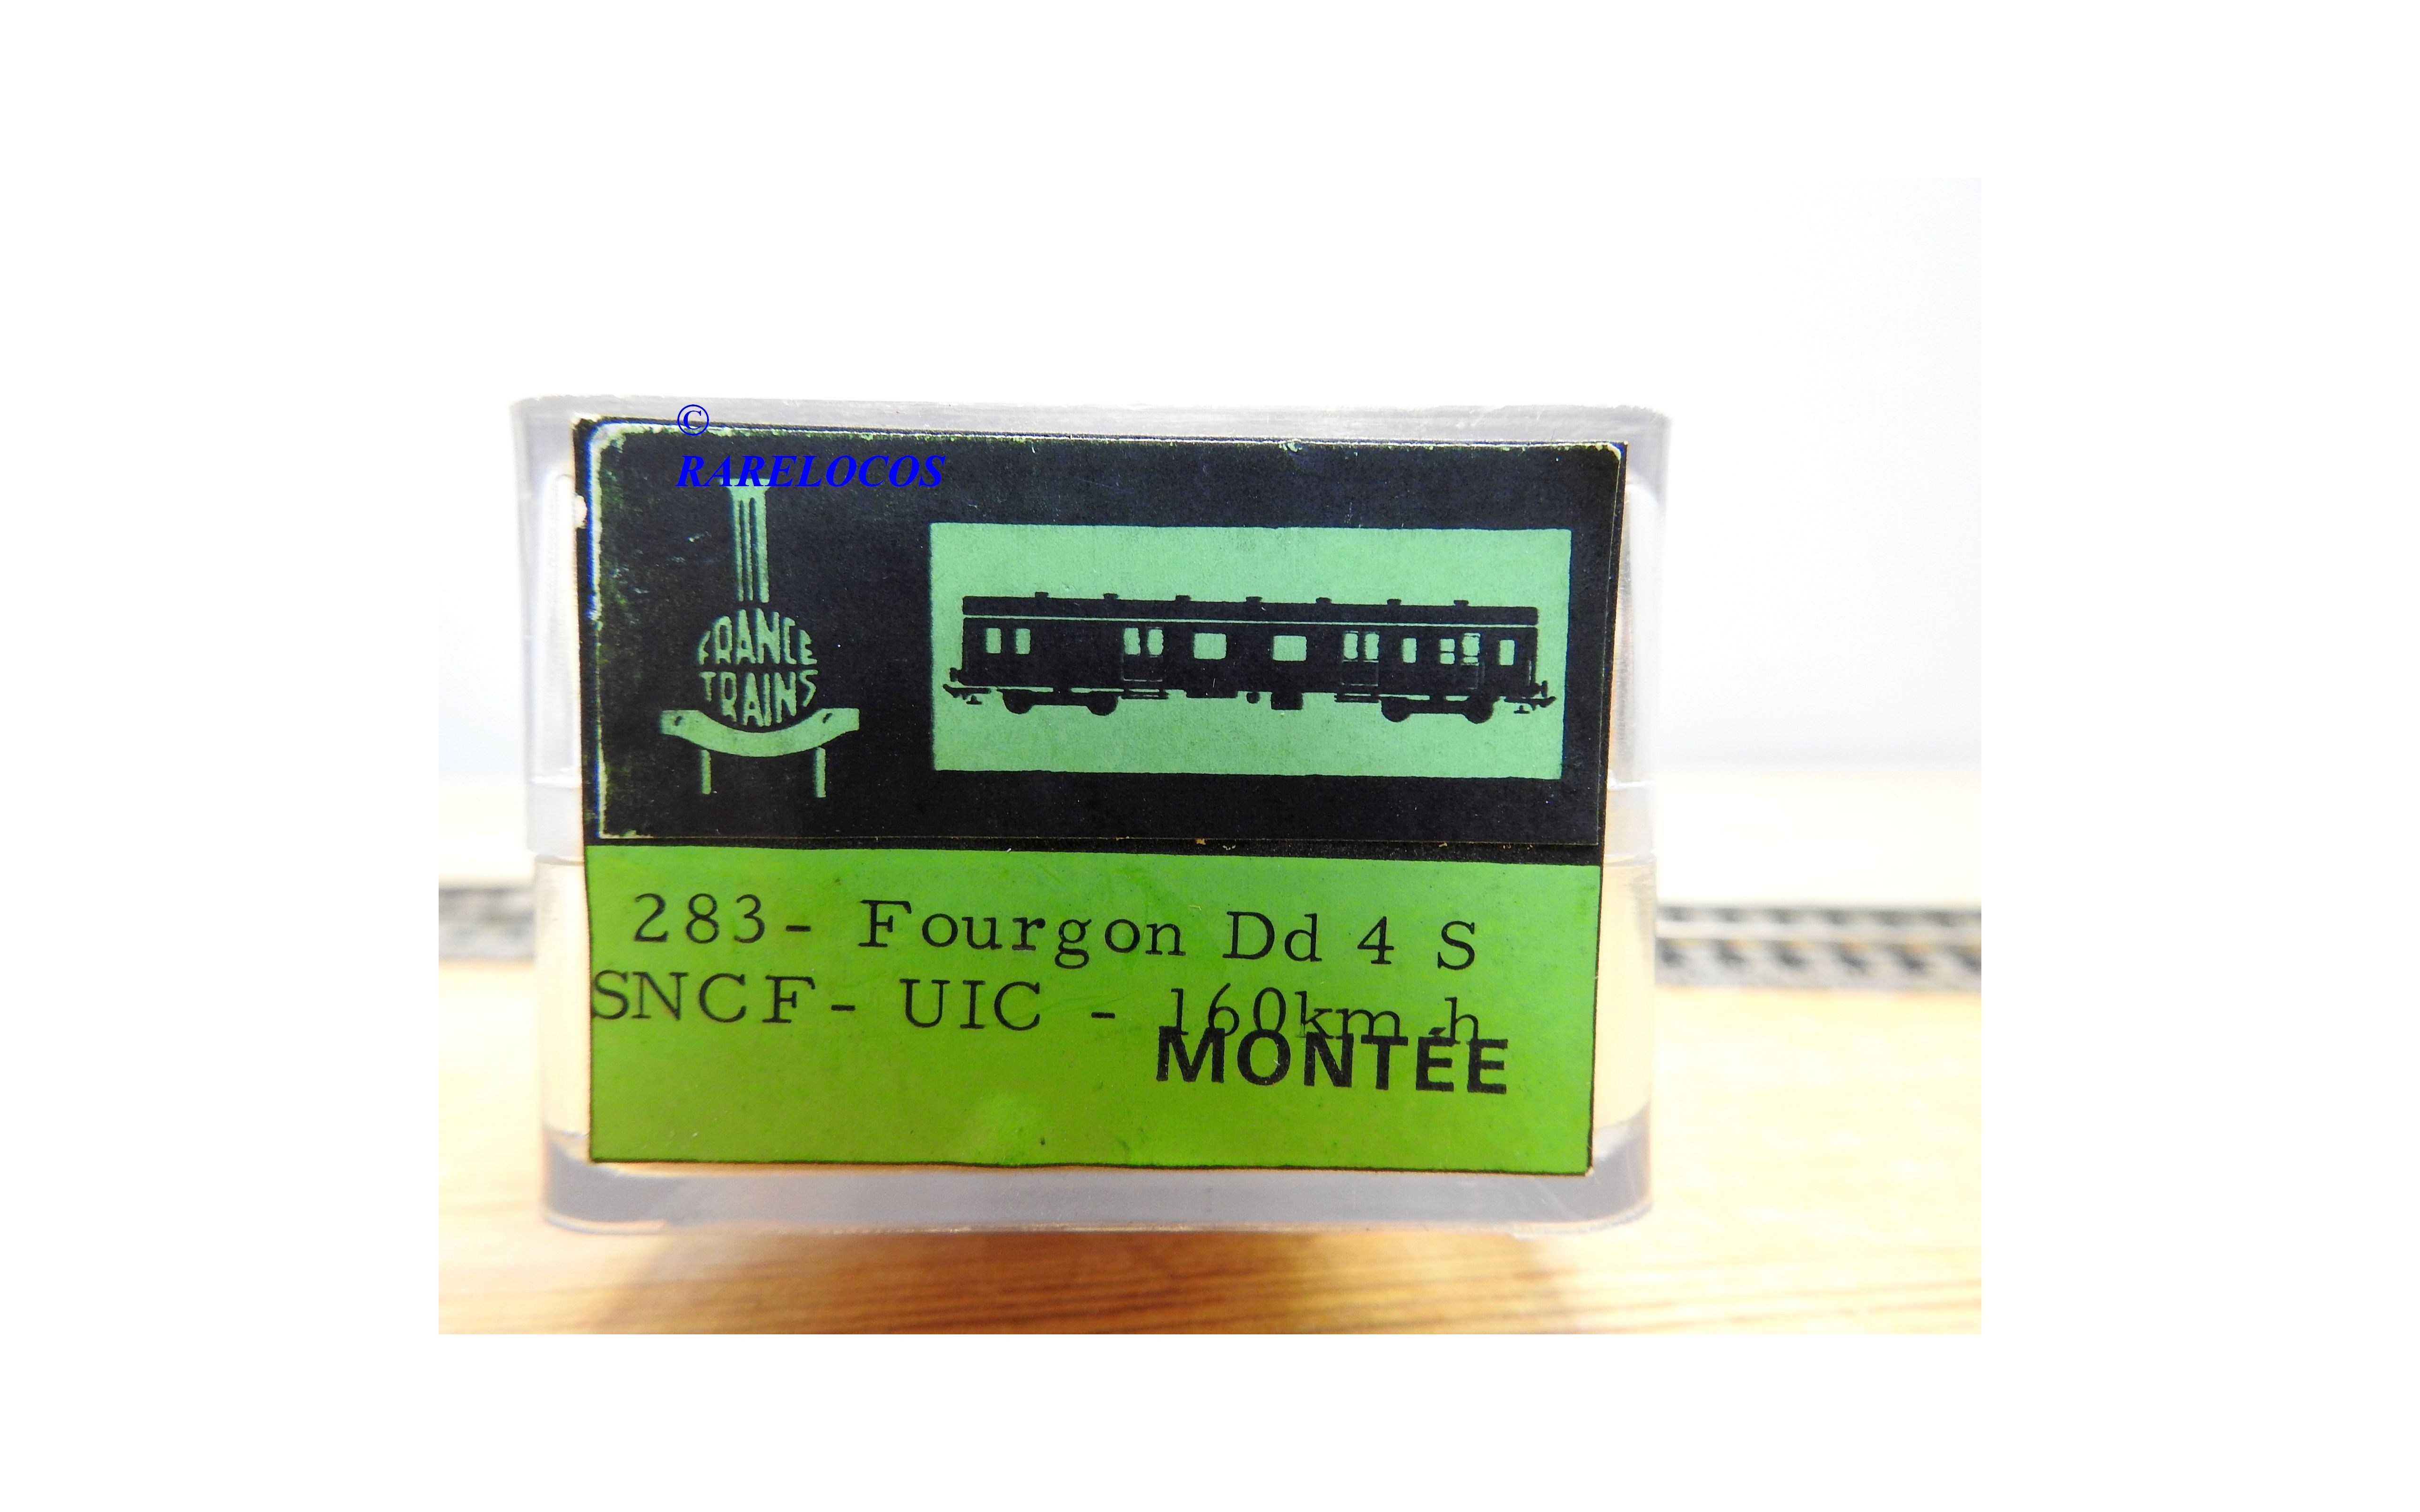 ©
RARELOCOS
FRANCE
TRAINS
283- Fourgon Dd 4 S
SNCF- UIC - 160km h
MONTÉE